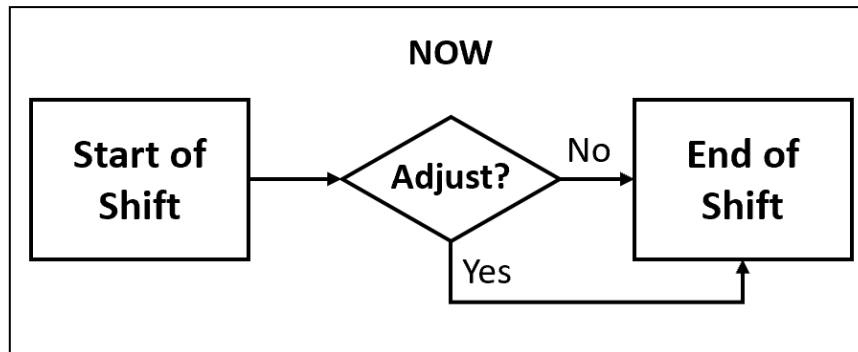 NOW
Start of
Shift
Adjust?
No
Yes
End of
Shift